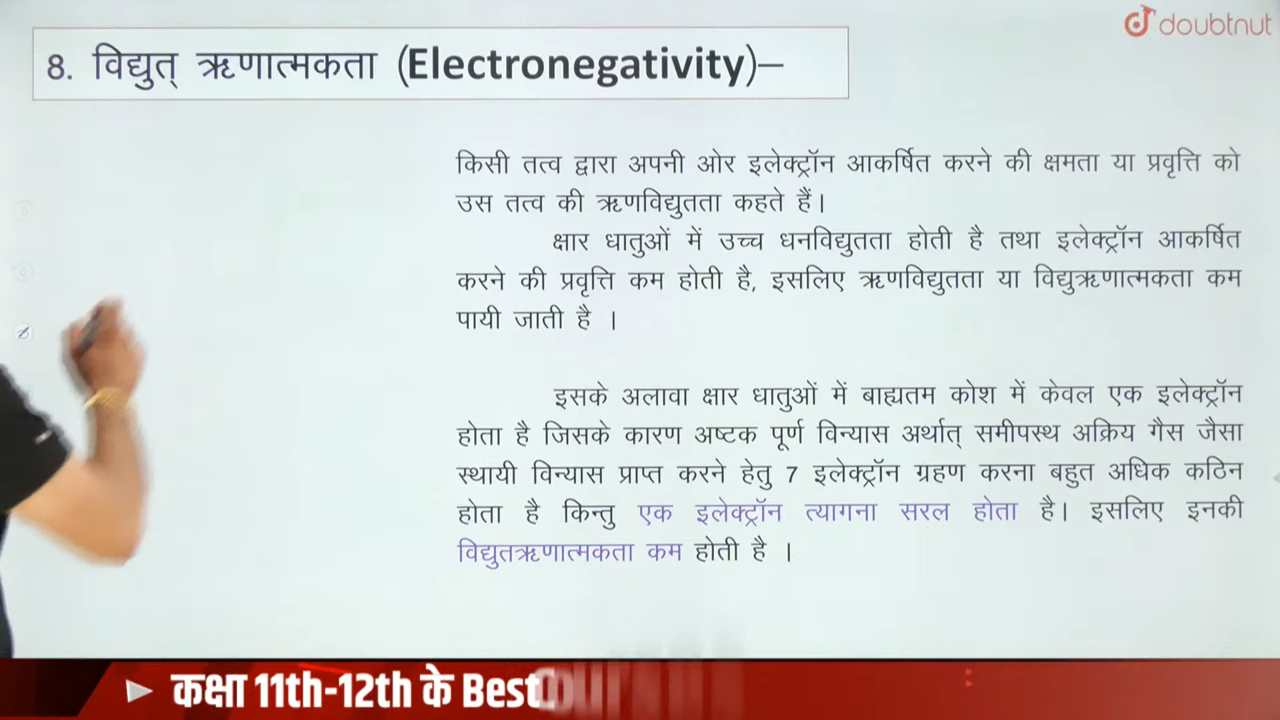 doubtnut
8. विद्युत् ऋणात्मकता (Electronegativity)–
किसी तत्व द्वारा अपनी ओर इलेक्ट्रॉन आकर्षित करने की क्षमता या प्रवृत्ति को
उस तत्व की ऋणविद्युतता कहते हैं।
क्षार धातुओं में उच्च धनविद्युतता होती है तथा इलेक्ट्रॉन आकर्षित
करने की प्रवृत्ति कम होती है, इसलिए ऋणविद्युतता या विद्युऋणात्मकता कम
पायी जाती है ।
इसके अलावा क्षार धातुओं में बाह्यतम कोश में केवल एक इलेक्ट्रॉन
होता है जिसके कारण अष्टक पूर्ण विन्यास अर्थात् समीपस्थ अक्रिय गैस जैसा
स्थायी विन्यास प्राप्त करने हेतु 7 इलेक्ट्रॉन ग्रहण करना बहुत अधिक कठिन
होता है किन्तु एक इलेक्ट्रॉन त्यागना सरल होता है। इसलिए इनकी
विद्युतऋणात्मकता कम होती है ।
कक्षा 11th-12th के Best